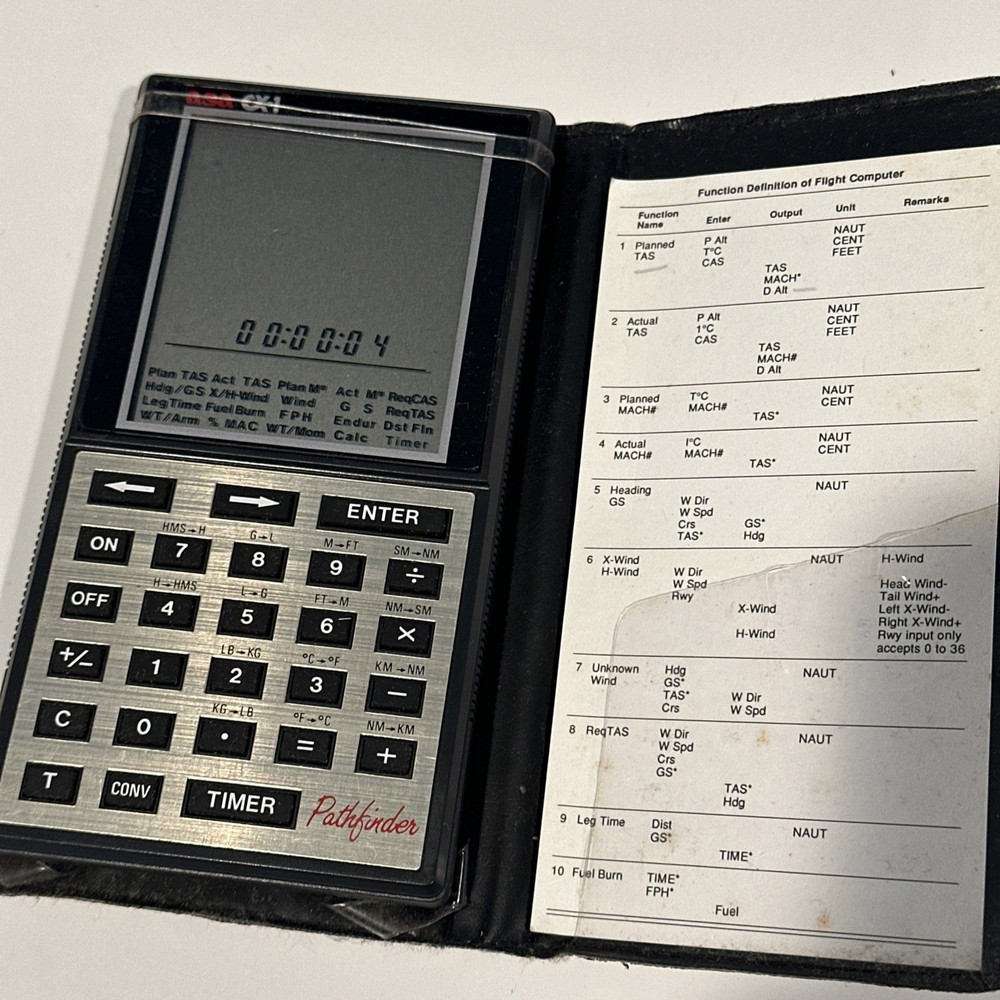 asa CX-1
00:00:04
Plan TAS Act TAS Plan Mª Act Mª ReqCAS
Hdg/GS X/H-Wind Wind G S ReqTAS
LegTime Fuel Burn FPH Endur Dst Fln
WT/Arm % MAC WT/Mom Calc Timer
← → ENTER
HMS→H G→L M→FT SM→NM
ON 7 8 9 ÷
H→HMS L→G FT→M NM→SM
OFF 4 5 6 ×
LB→KG °C→°F KM→NM
+/− 1 2 3 −
KG→LB °F→°C NM→KM
C 0 • = +
T CONV TIMER Pathfinder
Function Definition of Flight Computer
Function Name Enter Output Unit Remarks
1 Planned TAS
P Alt
T°C
CAS
TAS
MACH*
D Alt
NAUT
CENT
FEET
2 Actual TAS
P Alt
1°C
CAS
TAS
MACH#
D Alt
NAUT
CENT
FEET
3 Planned MACH#
T°C
MACH#
TAS*
NAUT
CENT
4 Actual MACH#
I°C
MACH#
TAS*
NAUT
CENT
5 Heading GS
W Dir
W Spd
Crs
TAS*
GS*
Hdg
NAUT
6 X-Wind H-Wind
W Dir
W Spd
Rwy
X-Wind
H-Wind
NAUT
H-Wind
Head Wind-
Tail Wind+
Left X-Wind-
Right X-Wind+
Rwy input only
accepts 0 to 36
7 Unknown Wind
Hdg
GS*
TAS*
Crs
W Dir
W Spd
NAUT
8 ReqTAS
W Dir
W Spd
Crs
GS*
TAS*
Hdg
NAUT
9 Leg Time
Dist
GS*
TIME*
NAUT
10 Fuel Burn
TIME*
FPH*
Fuel